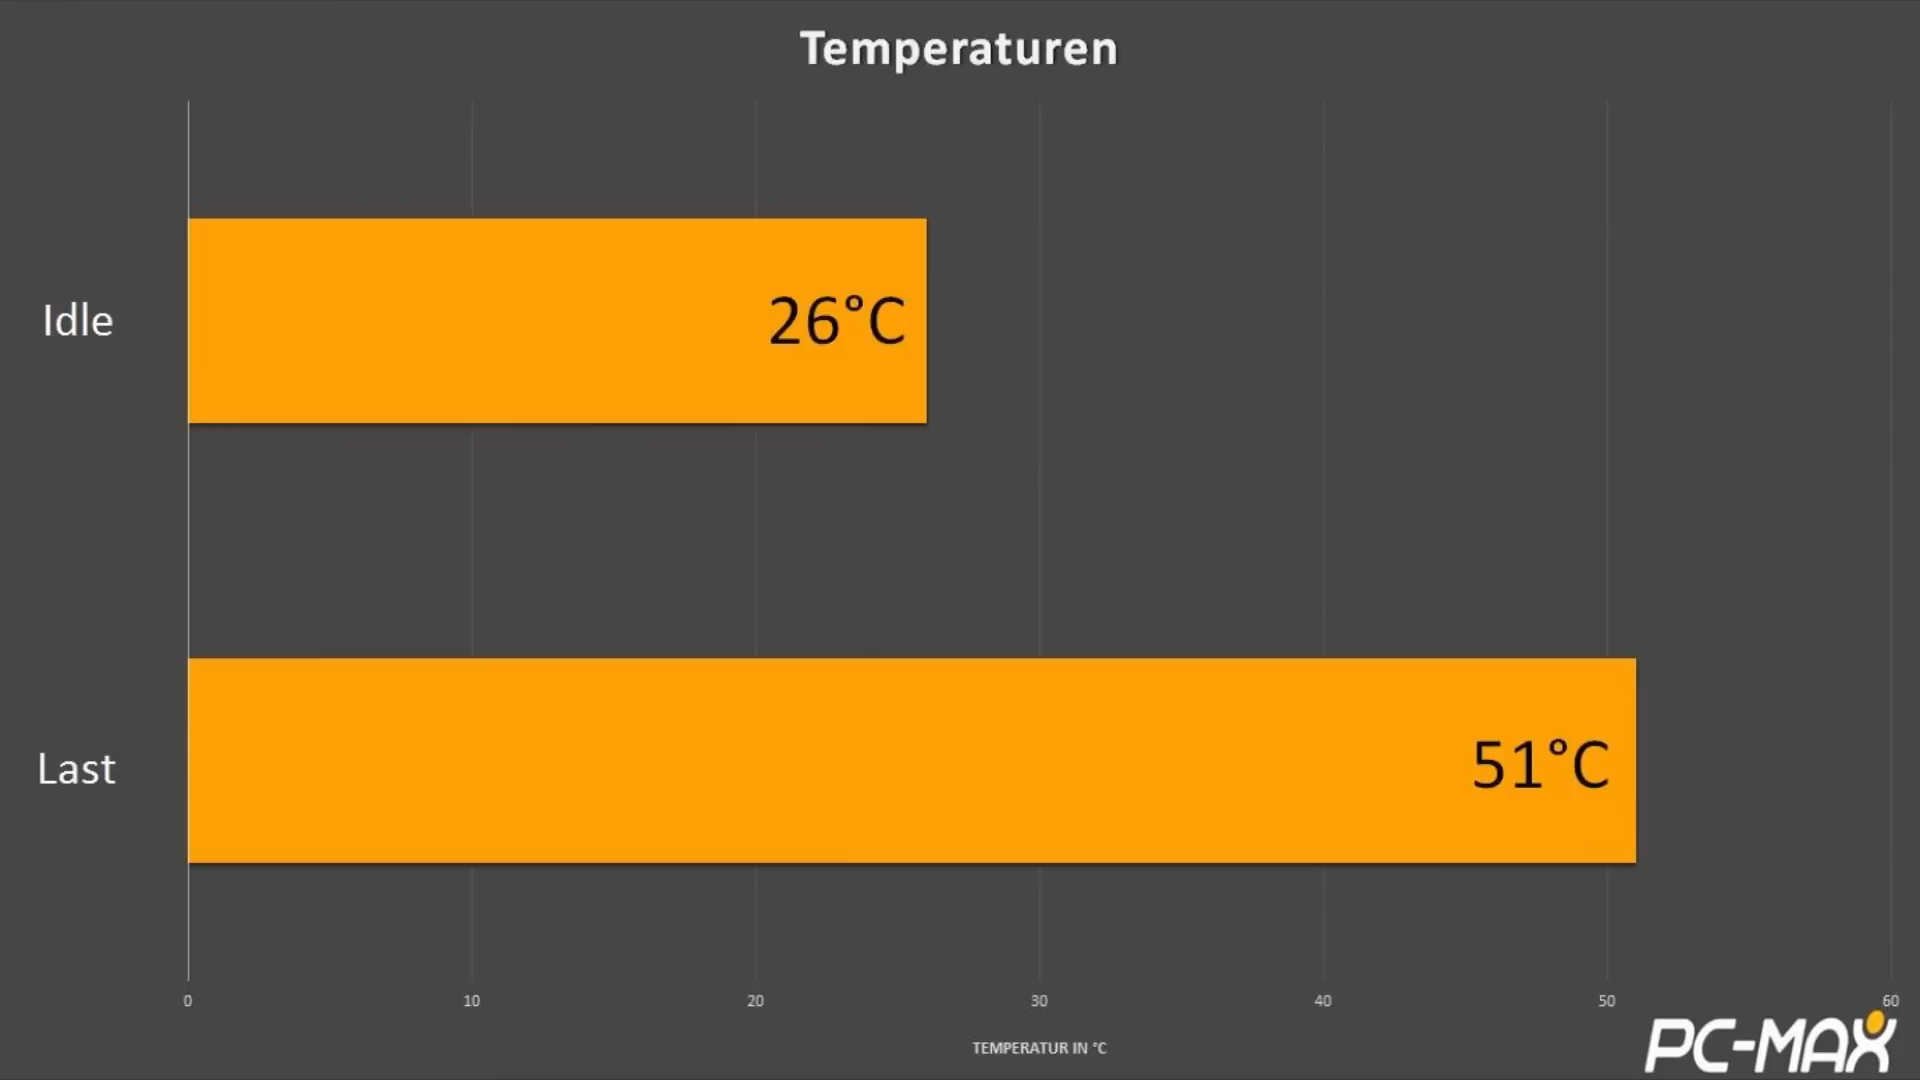 Temperaturen
Idle
26°C
Last
51°C
0 10 20 30 40 50 60
TEMPERATUR IN °C
PC-MAX